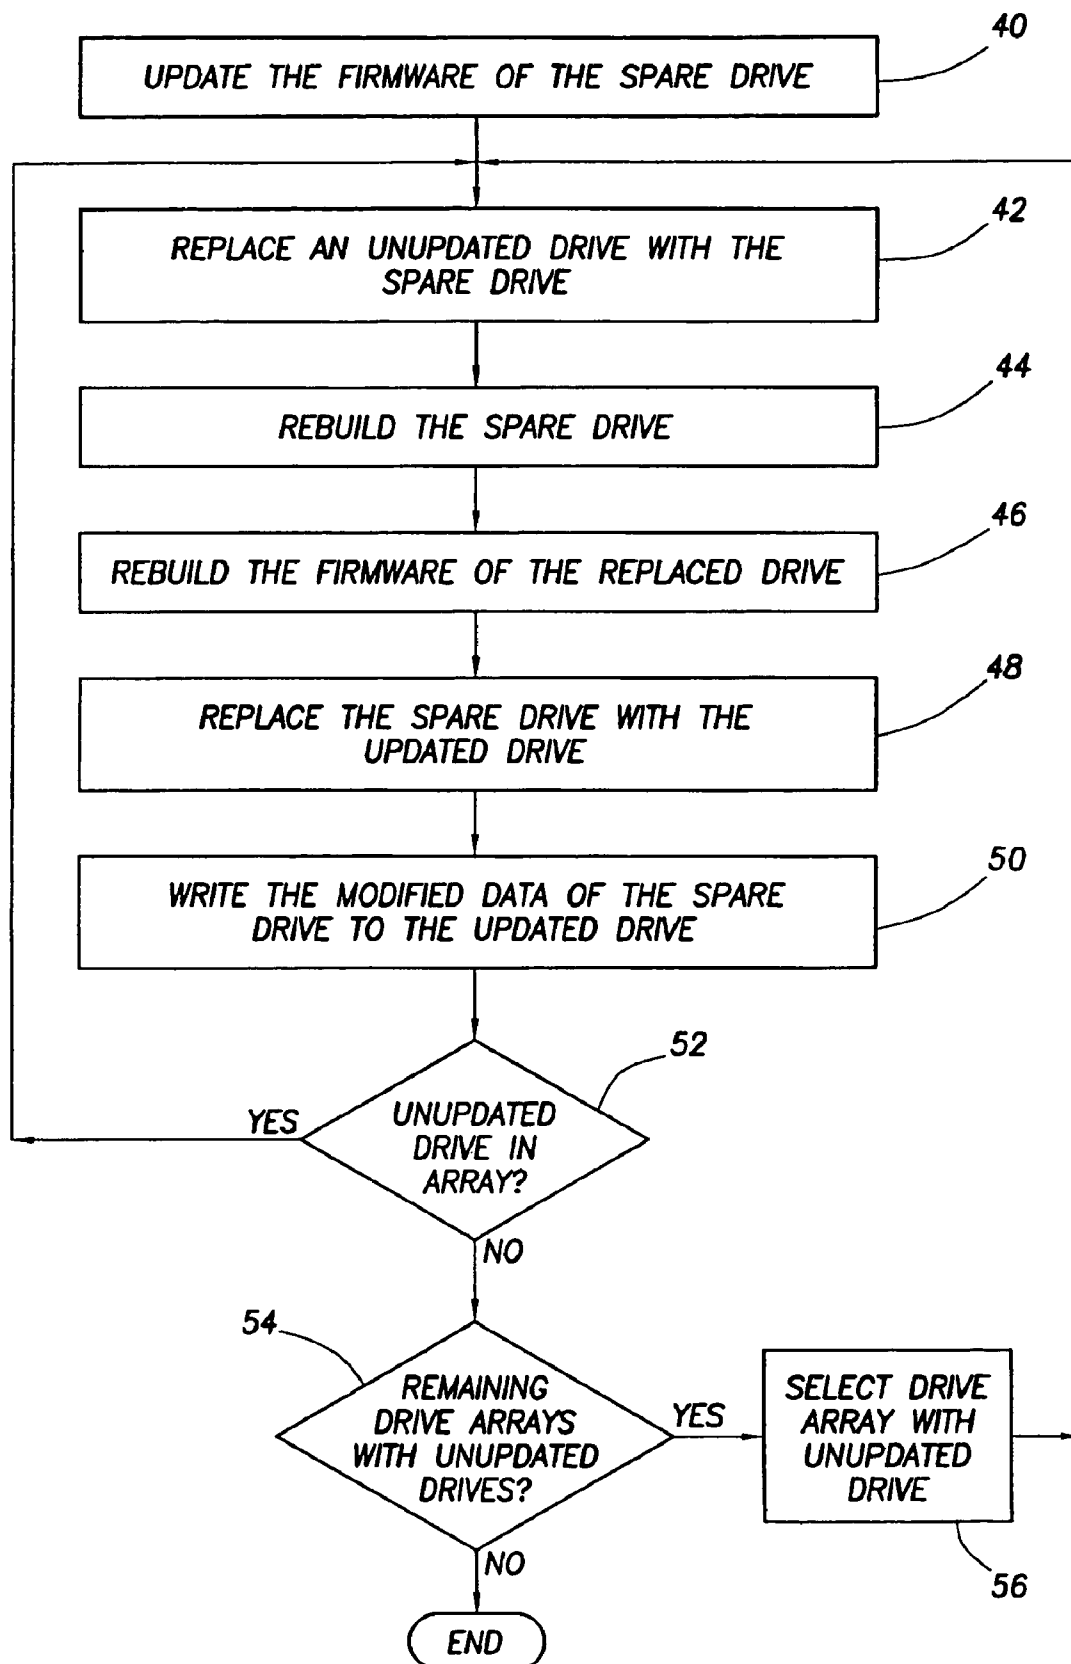 40
UPDATE THE FIRMWARE OF THE SPARE DRIVE
42
REPLACE AN UNUPDATED DRIVE WITH THE
SPARE DRIVE
44
REBUILD THE SPARE DRIVE
46
REBUILD THE FIRMWARE OF THE REPLACED DRIVE
48
REPLACE THE SPARE DRIVE WITH THE
UPDATED DRIVE
50
WRITE THE MODIFIED DATA OF THE SPARE
DRIVE TO THE UPDATED DRIVE
52
YES
UNUPDATED
DRIVE IN
ARRAY?
NO
54
REMAINING
DRIVE ARRAYS
WITH UNUPDATED
DRIVES?
YES
SELECT DRIVE
ARRAY WITH
UNUPDATED
DRIVE
56
NO
END